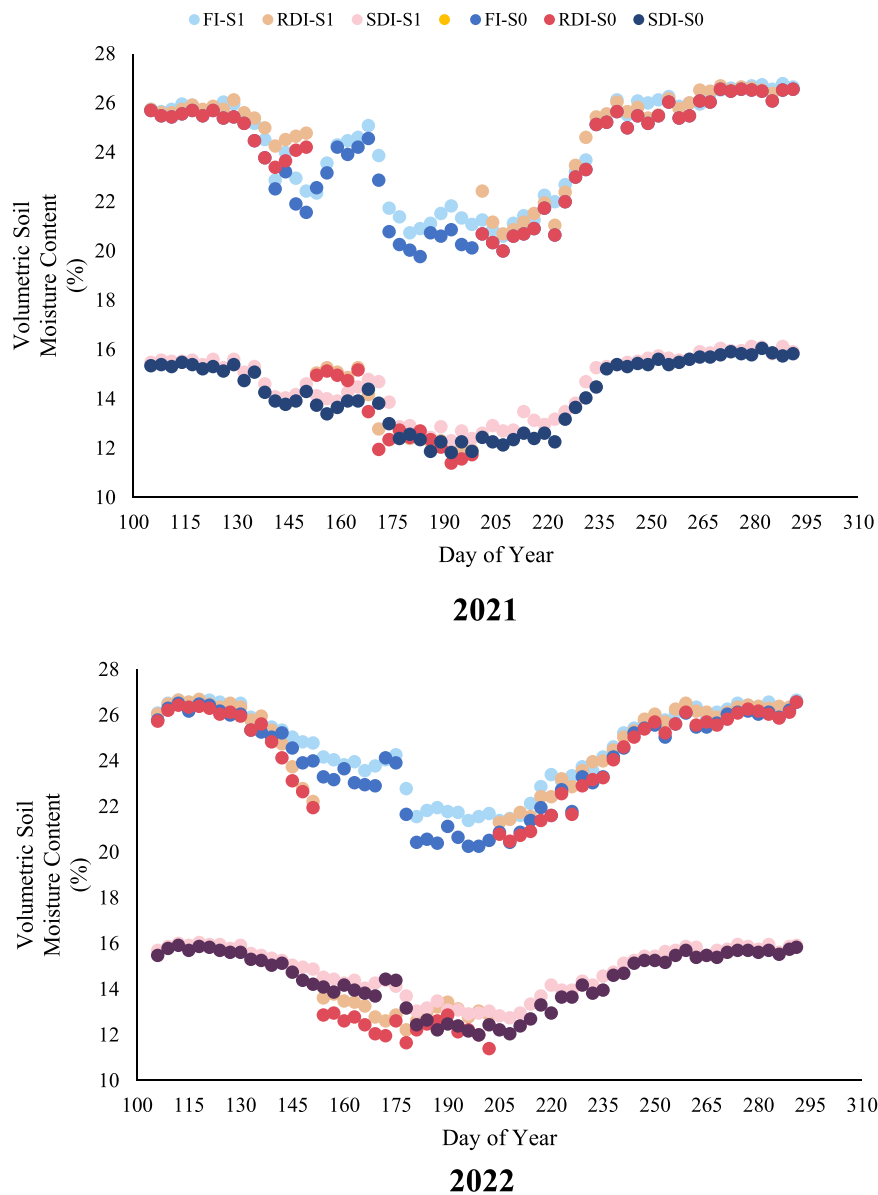 FI-S1 RDI-S1 SDI-S1 FI-S0 RDI-S0 SDI-S0
28
26
24
22
20
18
16
14
12
10
Volumetric Soil
Moisture Content
(%)
100 115 130 145 160 175 190 205 220 235 250 265 280 295 310
Day of Year
2021
28
26
24
22
20
18
16
14
12
10
Volumetric Soil
Moisture Content
(%)
100 115 130 145 160 175 190 205 220 235 250 265 280 295 310
Day of Year
2022